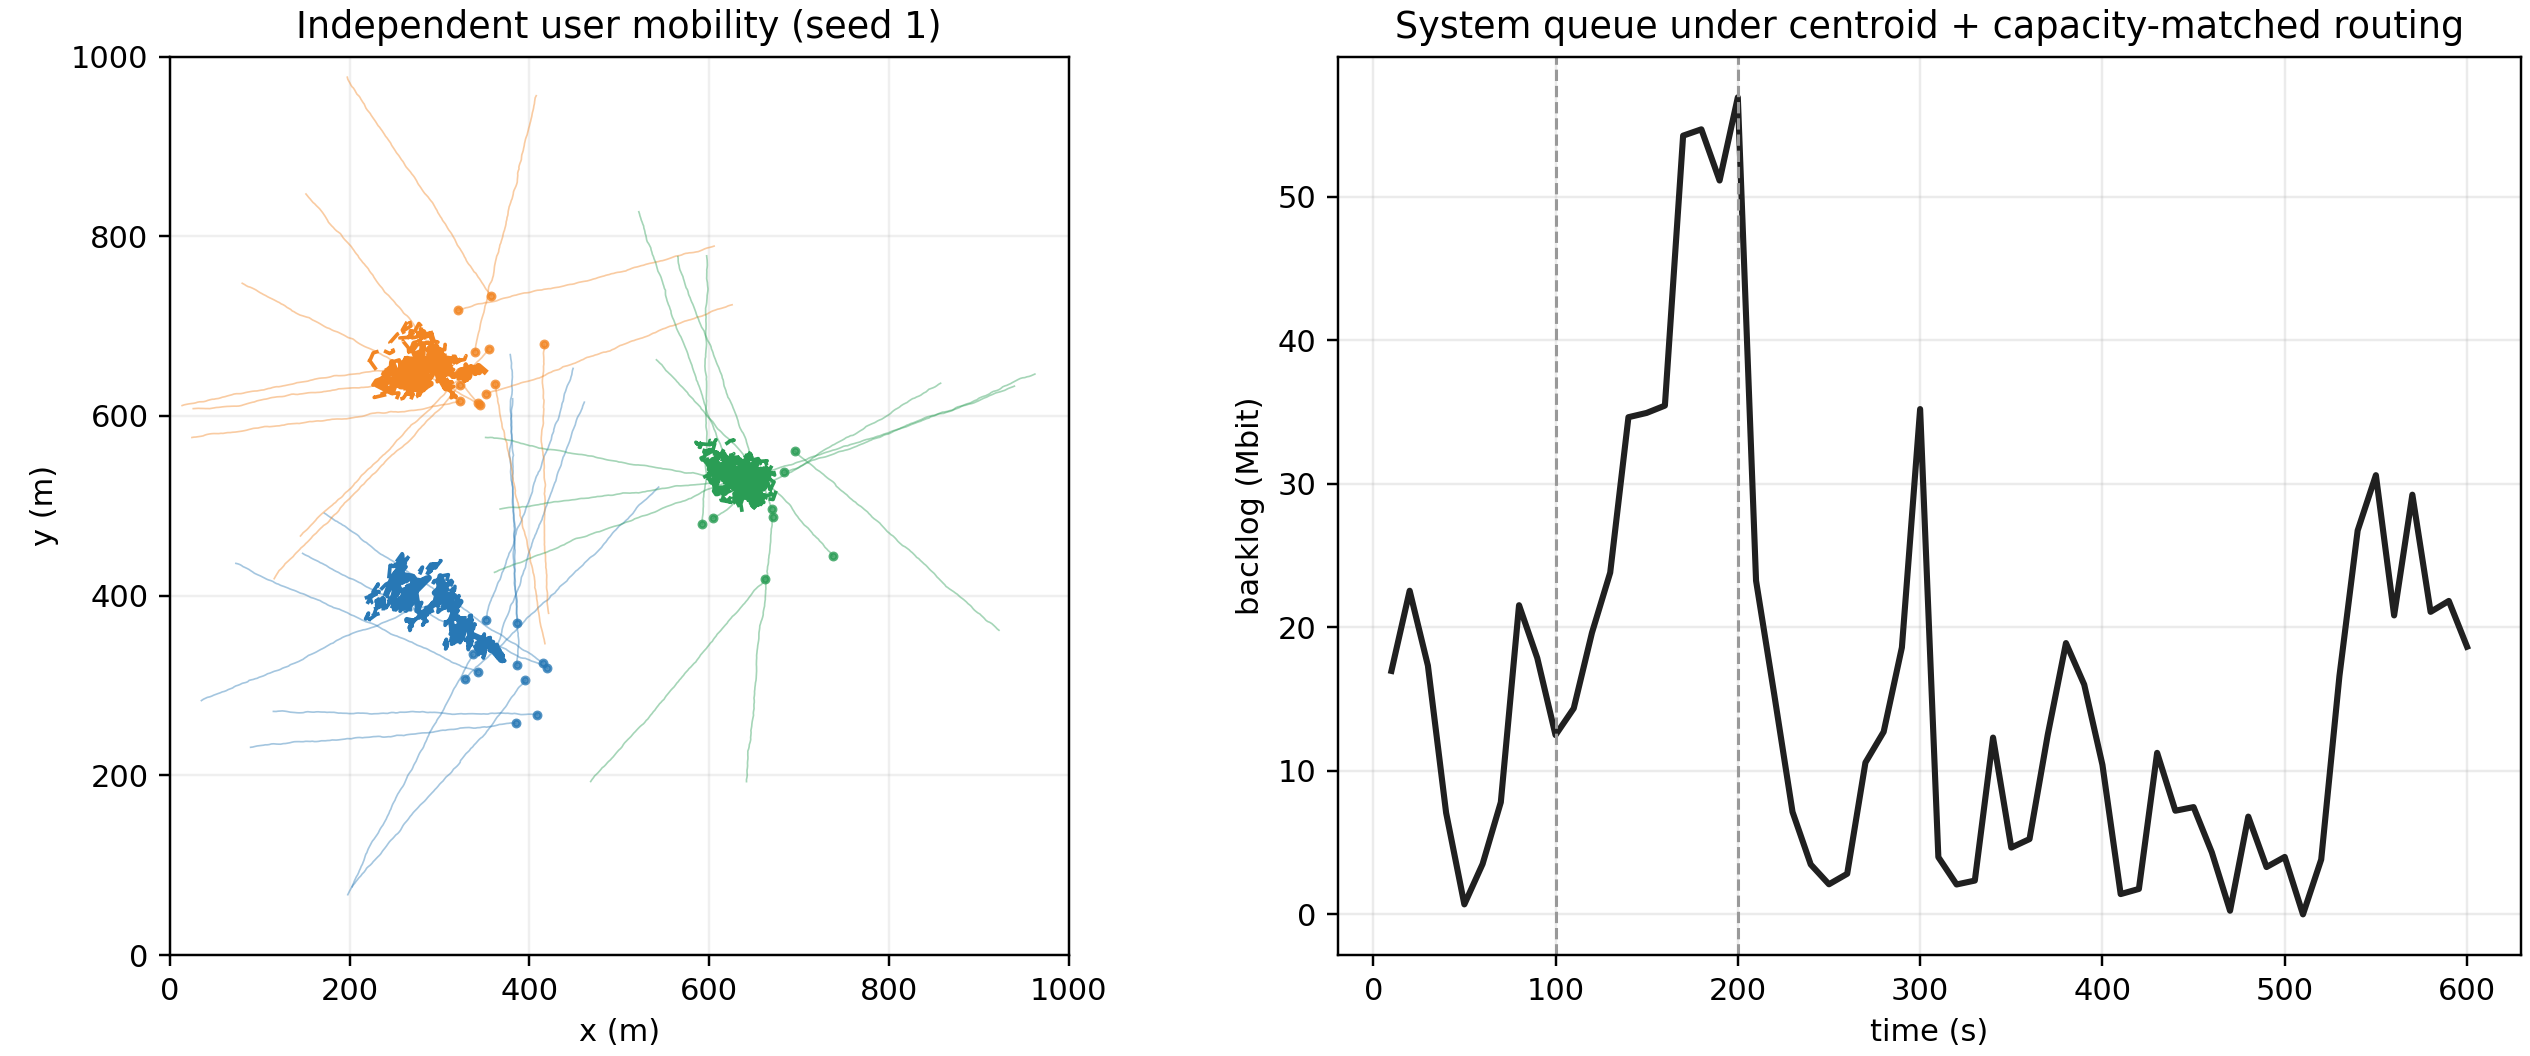 Independent user mobility (seed 1)
1000
800
600
400
200
0
y (m)
0 200 400 600 800 1000
x (m)
System queue under centroid + capacity-matched routing
50
40
30
20
10
0
backlog (Mbit)
0 100 200 300 400 500 600
time (s)